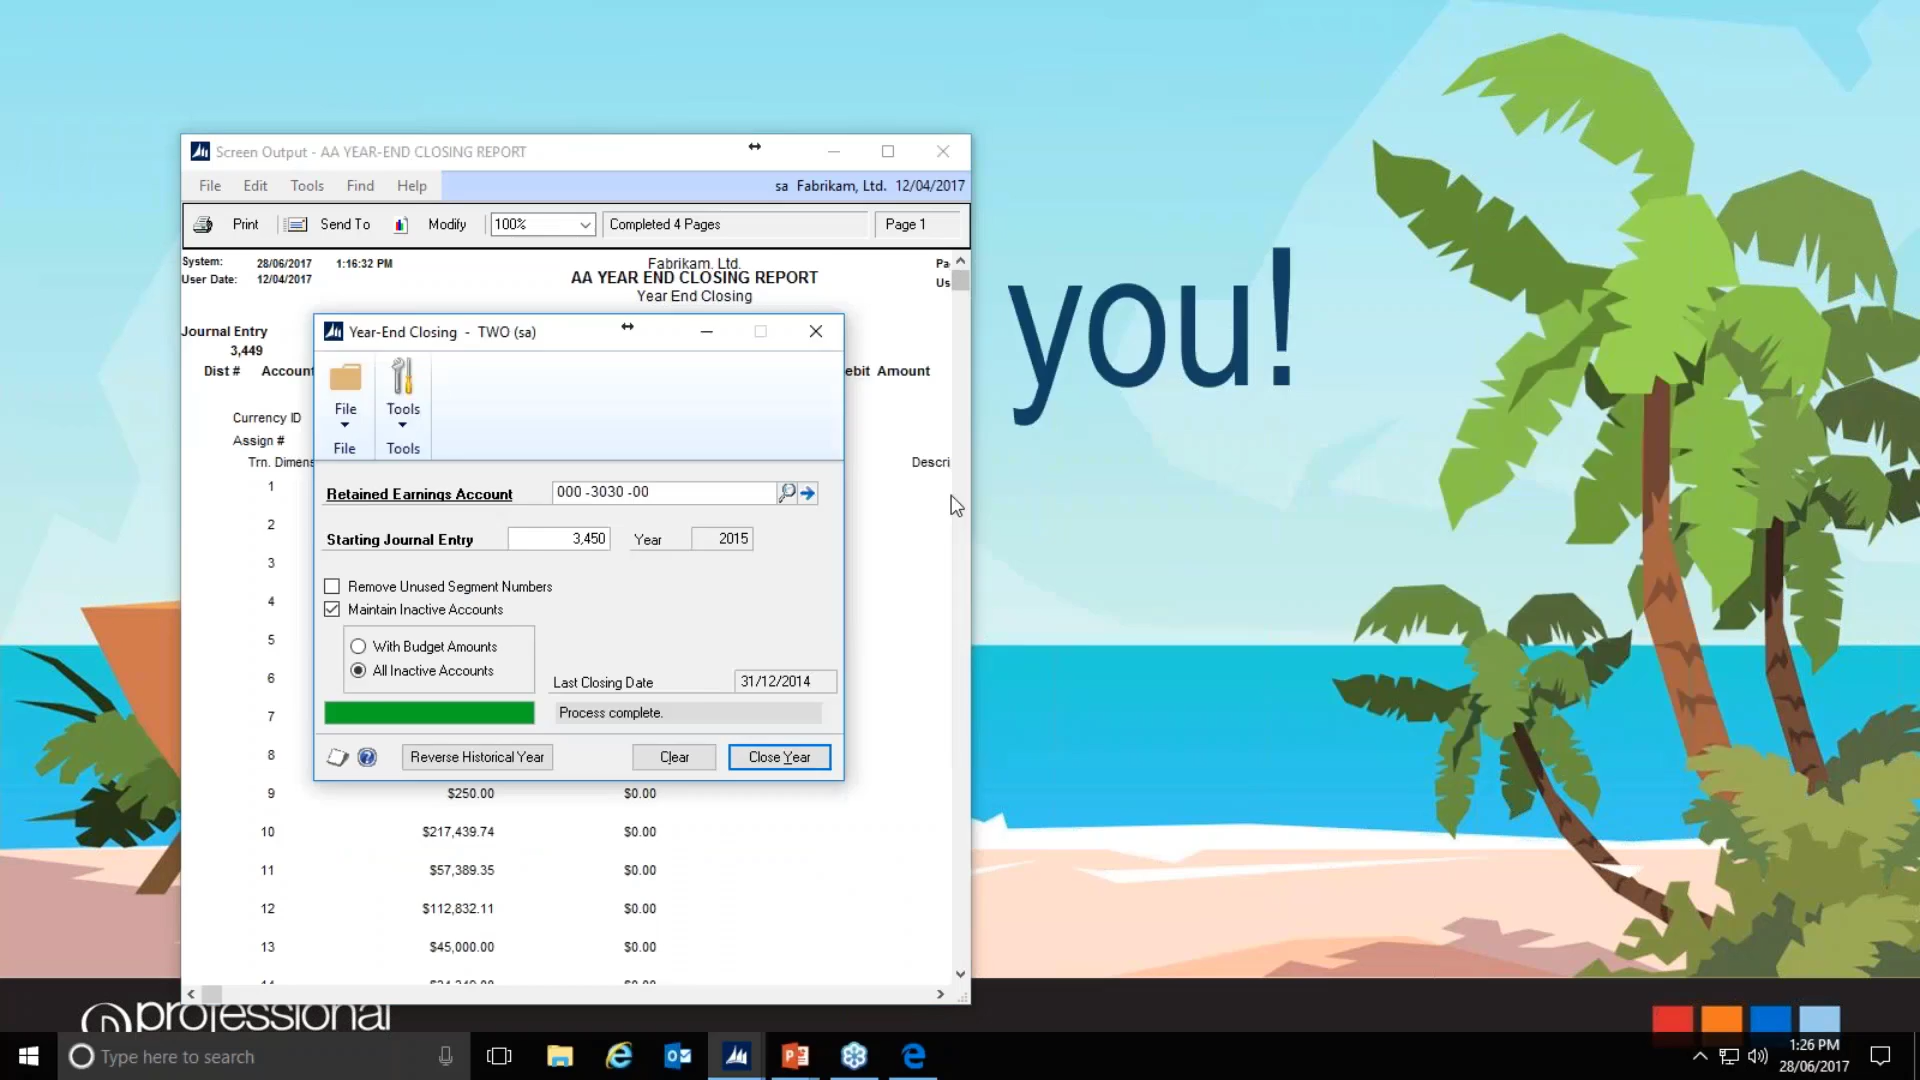 you!
Screen Output - AA YEAR-END CLOSING REPORT
File Edit Tools Find Help
sa Fabrikam, Ltd. 12/04/2017
Print Send To Modify 100% Completed 4 Pages Page 1
System: 28/06/2017 1:16:32 PM Fabrikam, Ltd. Pa
User Date: 12/04/2017 AA YEAR END CLOSING REPORT Us
Year End Closing
Journal Entry
3,449
Dist # Account ebit Amount
Currency ID
Assign #
Trn. Dimens Descri
1
2
3
4
5
6
7
8
9 $250.00 $0.00
10 $217,439.74 $0.00
11 $57,389.35 $0.00
12 $112,832.11 $0.00
13 $45,000.00 $0.00
Year-End Closing - TWO (sa)
File Tools
File Tools
Retained Earnings Account 000 -3030 -00
Starting Journal Entry 3,450 Year 2015
Remove Unused Segment Numbers
Maintain Inactive Accounts
With Budget Amounts
All Inactive Accounts
Last Closing Date 31/12/2014
Process complete.
Reverse Historical Year Clear Close Year
professional
Type here to search
1:26 PM
28/06/2017